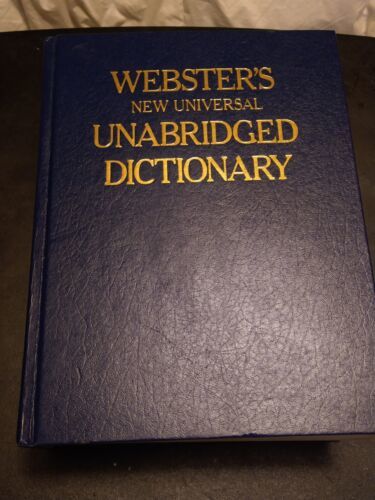 WEBSTER'S
NEW UNIVERSAL
UNABRIDGED
DICTIONARY